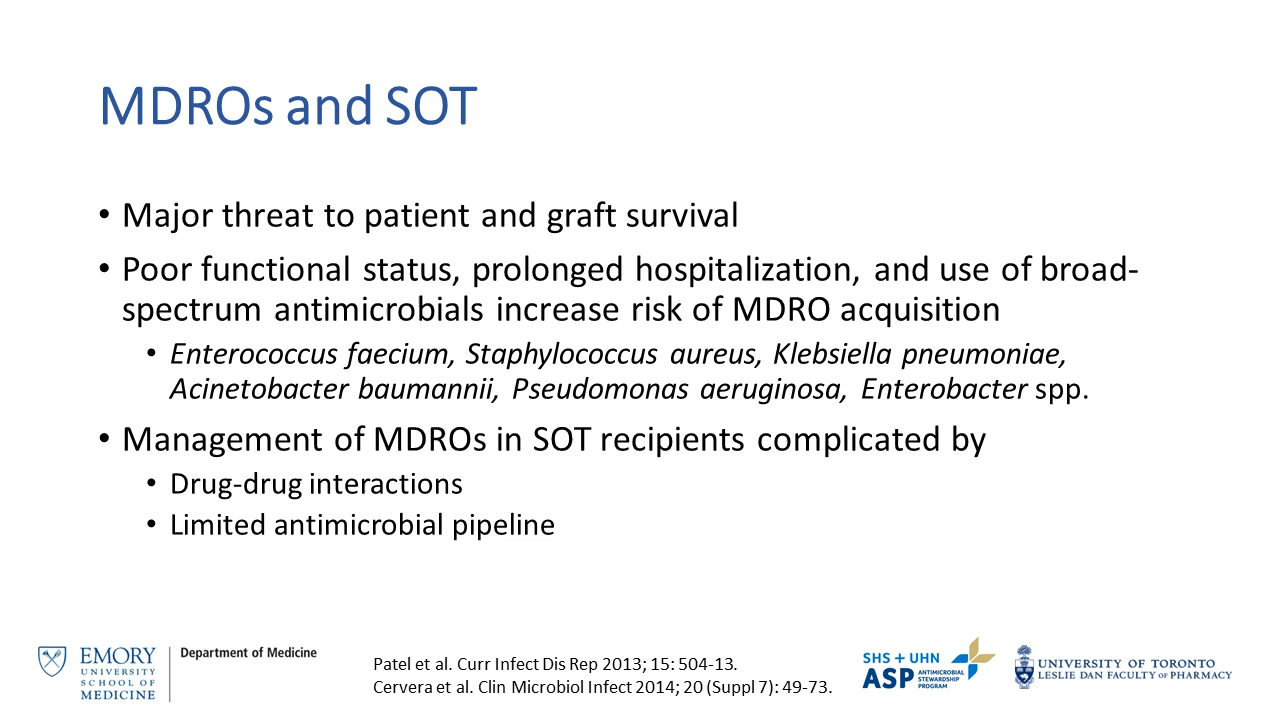 MDROs and SOT
• Major threat to patient and graft survival
• Poor functional status, prolonged hospitalization, and use of broad-
spectrum antimicrobials increase risk of MDRO acquisition
• Enterococcus faecium, Staphylococcus aureus, Klebsiella pneumoniae,
Acinetobacter baumannii, Pseudomonas aeruginosa, Enterobacter spp.
• Management of MDROs in SOT recipients complicated by
• Drug-drug interactions
• Limited antimicrobial pipeline
EMORY
UNIVERSITY
SCHOOL OF
MEDICINE
Department of Medicine
Patel et al. Curr Infect Dis Rep 2013; 15: 504-13.
Cervera et al. Clin Microbiol Infect 2014; 20 (Suppl 7): 49-73.
SHS + UHN
ASP
ANTIMICROBIAL
STEWARDSHIP
PROGRAM
UNIVERSITY OF TORONTO
LESLIE DAN FACULTY OF PHARMACY